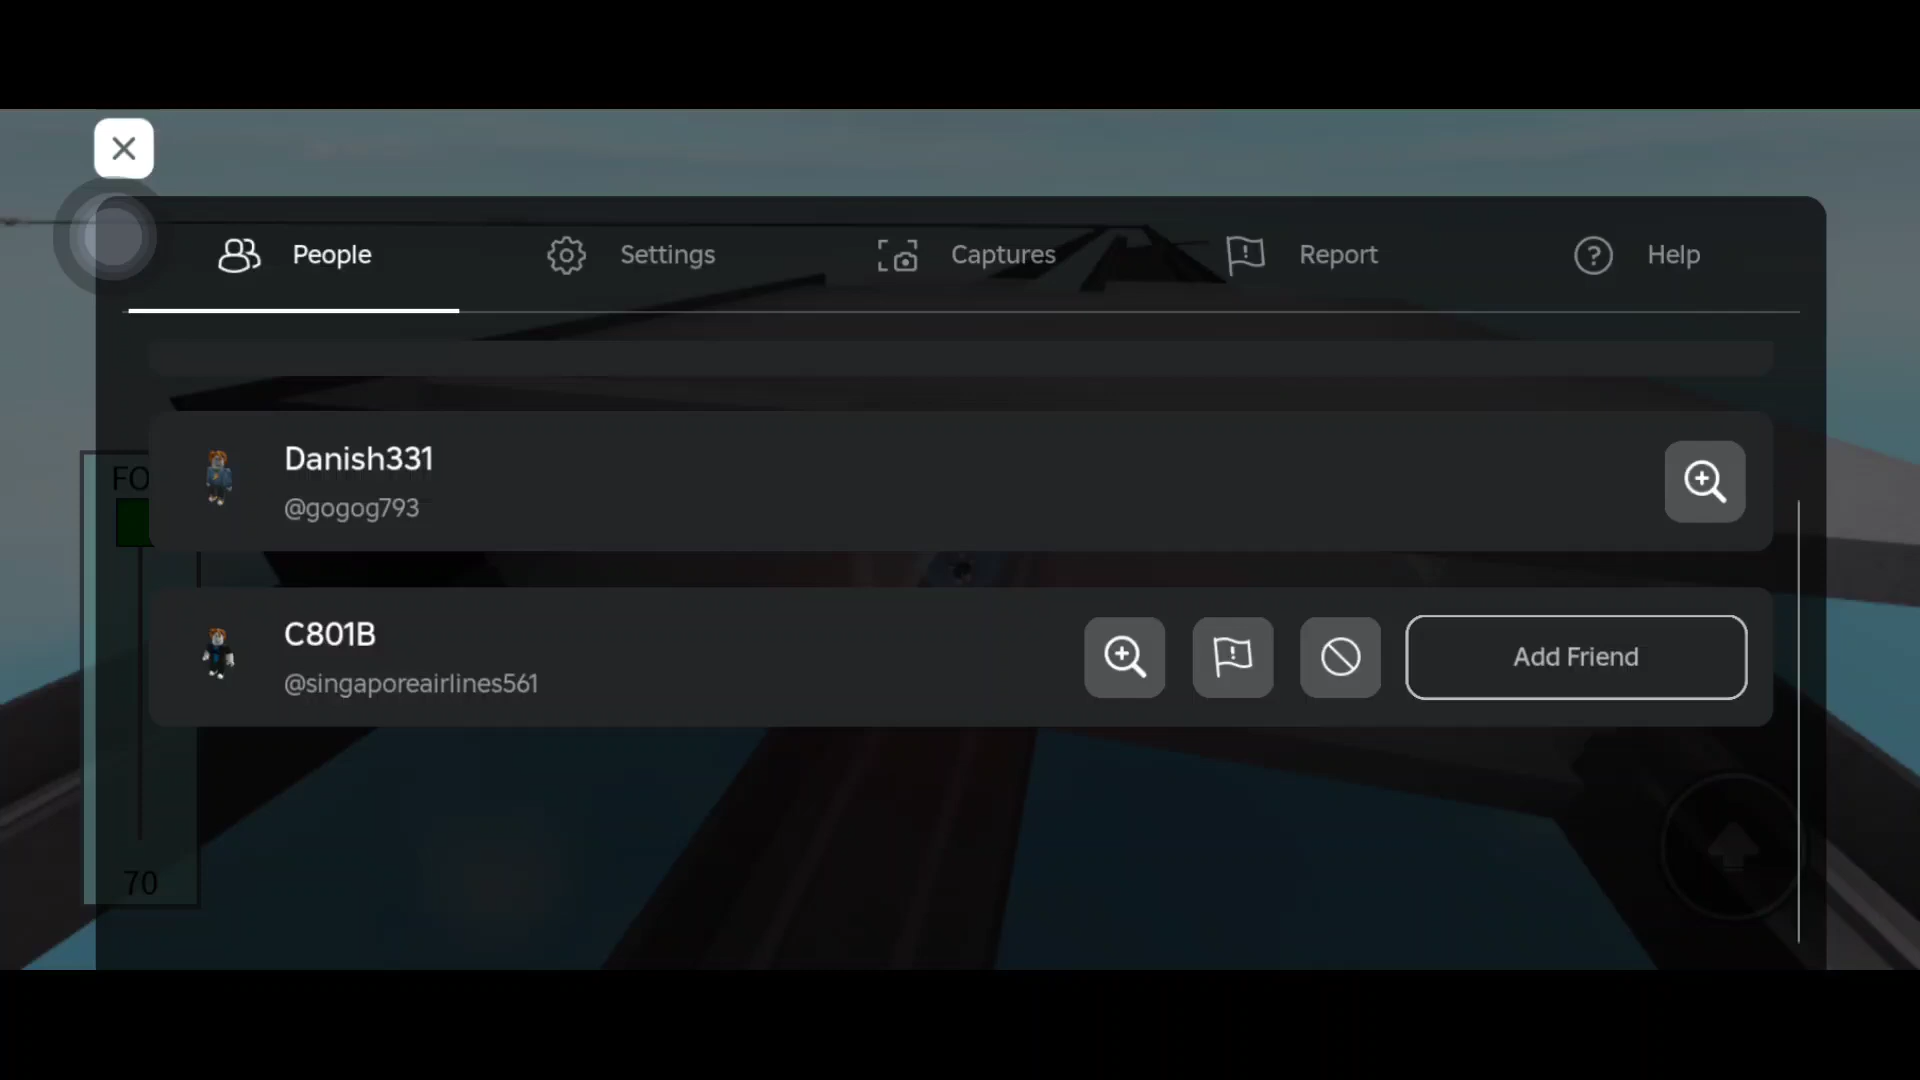 People
Settings
Captures
Report
Help
FO
Danish331
@gogog793
C801B
@singaporeairlines561
Add Friend
70